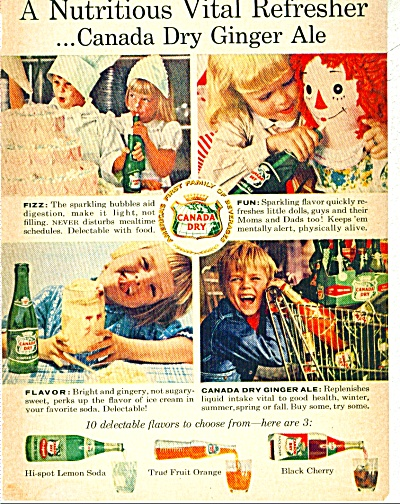 A Nutritious Vital Refresher
...Canada Dry Ginger Ale
FIZZ: The sparkling bubbles aid
digestion, make it light, not
filling. NEVER disturbs mealtime
schedules. Delectable with food.
FUN: Sparkling flavor quickly re-
freshes little dolls, guys and their
Moms and Dads too! Keeps 'em
mentally alert, physically alive.
AMERICA'S FIRST FAMILY OF BEVERAGES
CANADA
DRY
FLAVOR: Bright and gingery, not sugary-
sweet, perks up the flavor of ice cream in
your favorite soda. Delectable!
CANADA DRY GINGER ALE: Replenishes
liquid intake vital to good health, winter,
summer, spring or fall. Buy some, try some.
10 delectable flavors to choose from—here are 3:
Hi-spot Lemon Soda
True Fruit Orange
Black Cherry